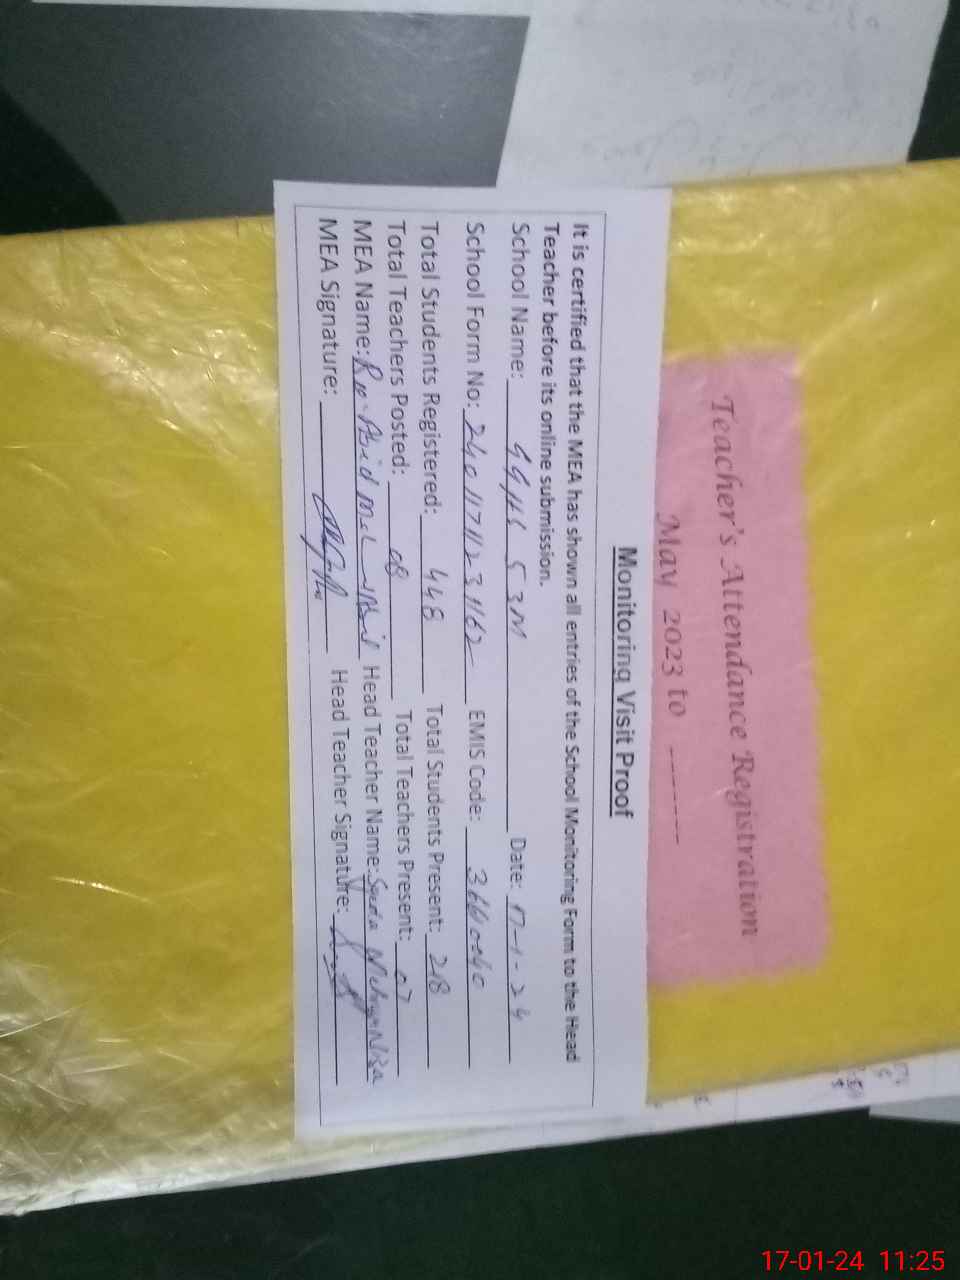 Teacher's Attendance Registration
May 2023 to ______
Monitoring Visit Proof
It is certified that the MEA has shown all entries of the School Monitoring Form to the Head
Teacher before its online submission.
School Name: GGHS 53M Date: 17-1-24
School Form No: EMIS Code:
Total Students Registered: 448 Total Students Present: 218
Total Teachers Posted: 08 Total Teachers Present: 07
MEA Name: Abid Head Teacher Name:
MEA Signature: Head Teacher Signature:
17-01-24 11:25